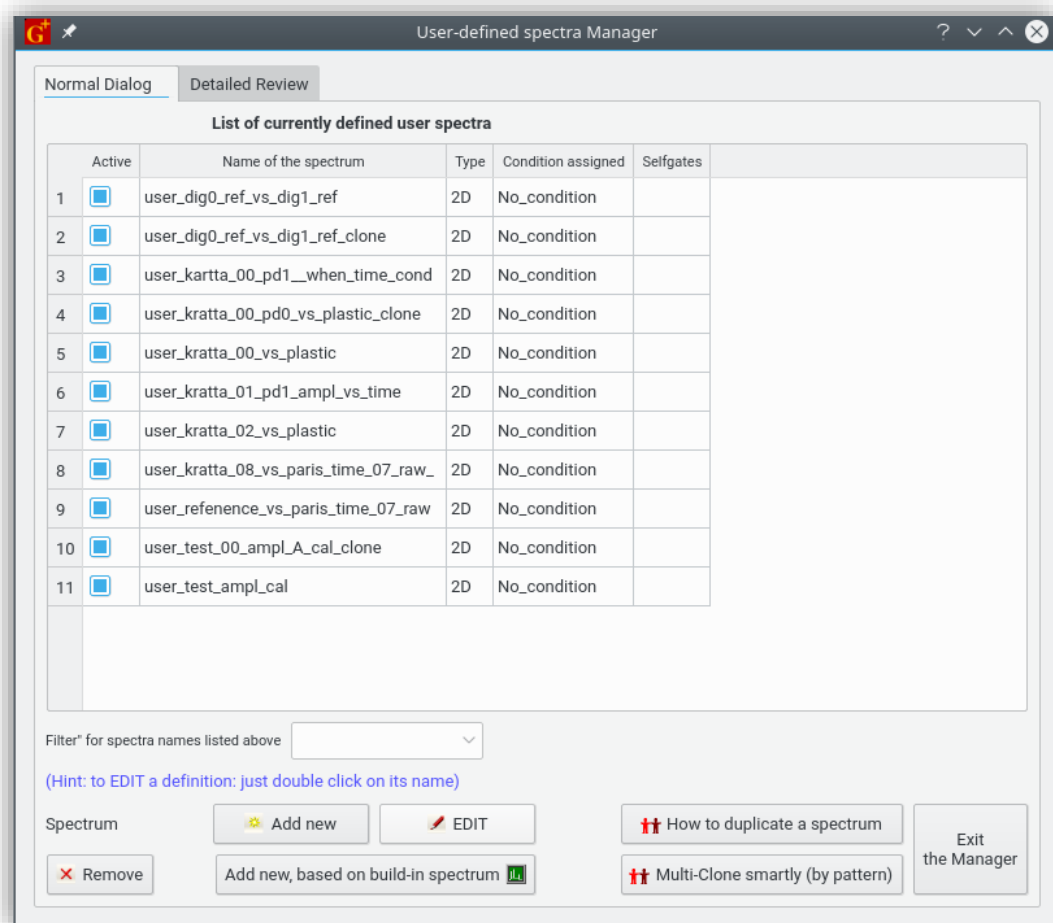 G+ User-defined spectra Manager ?
Normal Dialog Detailed Review
List of currently defined user spectra
Active Name of the spectrum Type Condition assigned Selfgates
1 user_dig0_ref_vs_dig1_ref 2D No_condition
2 user_dig0_ref_vs_dig1_ref_clone 2D No_condition
3 user_kartta_00_pd1__when_time_cond 2D No_condition
4 user_kratta_00_pd0_vs_plastic_clone 2D No_condition
5 user_kratta_00_vs_plastic 2D No_condition
6 user_kratta_01_pd1_ampl_vs_time 2D No_condition
7 user_kratta_02_vs_plastic 2D No_condition
8 user_kratta_08_vs_paris_time_07_raw_ 2D No_condition
9 user_refenence_vs_paris_time_07_raw 2D No_condition
10 user_test_00_ampl_A_cal_clone 2D No_condition
11 user_test_ampl_cal 2D No_condition
Filter" for spectra names listed above
(Hint: to EDIT a definition: just double click on its name)
Spectrum Add new EDIT How to duplicate a spectrum
Exit
the Manager
Remove Add new, based on build-in spectrum Multi-Clone smartly (by pattern)